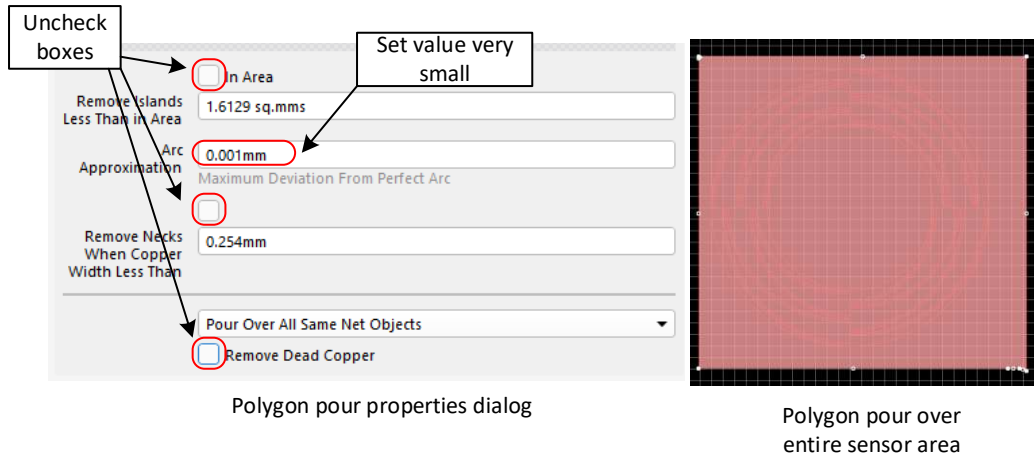 Uncheck
boxes
Set value very
small
In Area
Remove Islands
Less Than in Area
1.6129 sq.mms
Arc
Approximation
0.001mm
Maximum Deviation From Perfect Arc
Remove Necks
When Copper
Width Less Than
0.254mm
Pour Over All Same Net Objects
Remove Dead Copper
Polygon pour properties dialog
Polygon pour over
entire sensor area